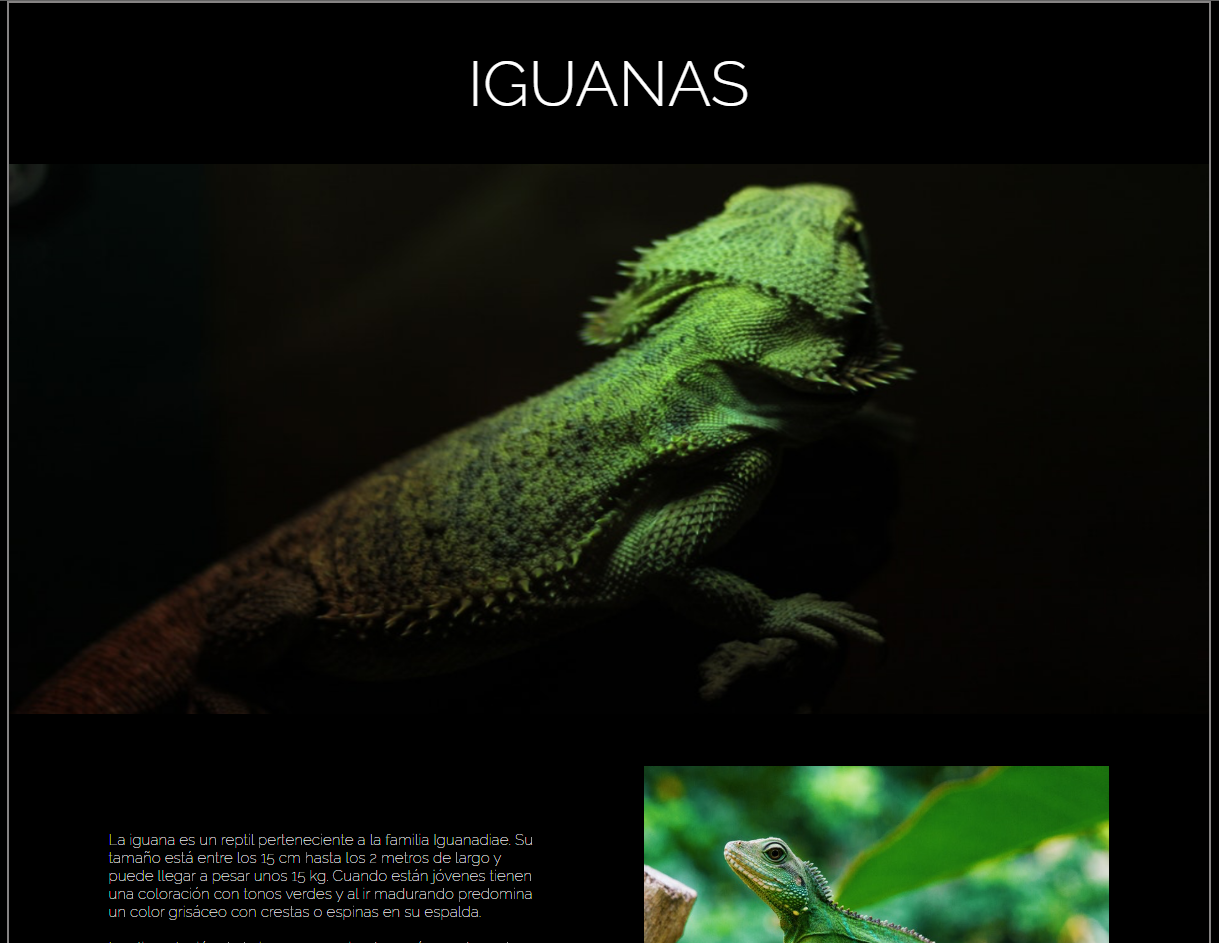 IGUANAS
La iguana es un reptil perteneciente a la familia Iguanadiae. Su
tamaño está entre los 15 cm hasta los 2 metros de largo y
puede llegar a pesar unos 15 kg. Cuando están jóvenes tienen
una coloración con tonos verdes y al ir madurando predomina
un color grisáceo con crestas o espinas en su espalda.